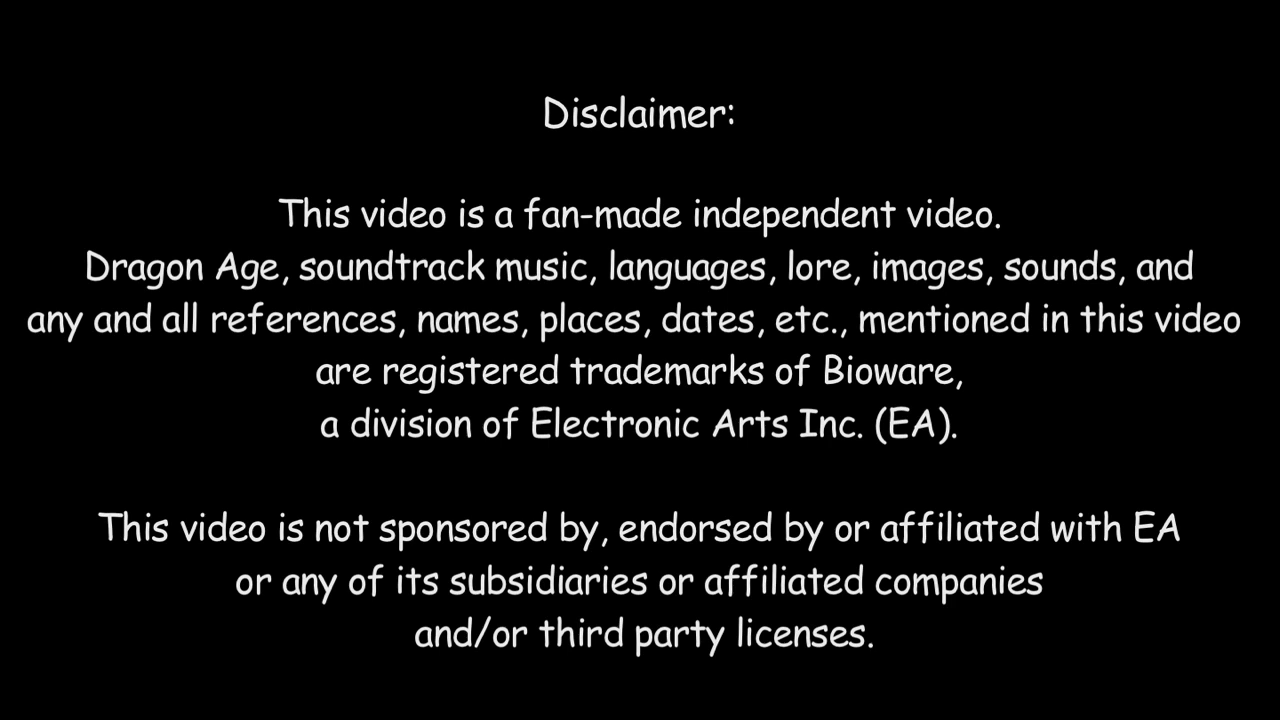 Disclaimer:
This video is a fan-made independent video.
Dragon Age, soundtrack music, languages, lore, images, sounds, and
any and all references, names, places, dates, etc., mentioned in this video
are registered trademarks of Bioware,
a division of Electronic Arts Inc. (EA).
This video is not sponsored by, endorsed by or affiliated with EA
or any of its subsidiaries or affiliated companies
and/or third party licenses.